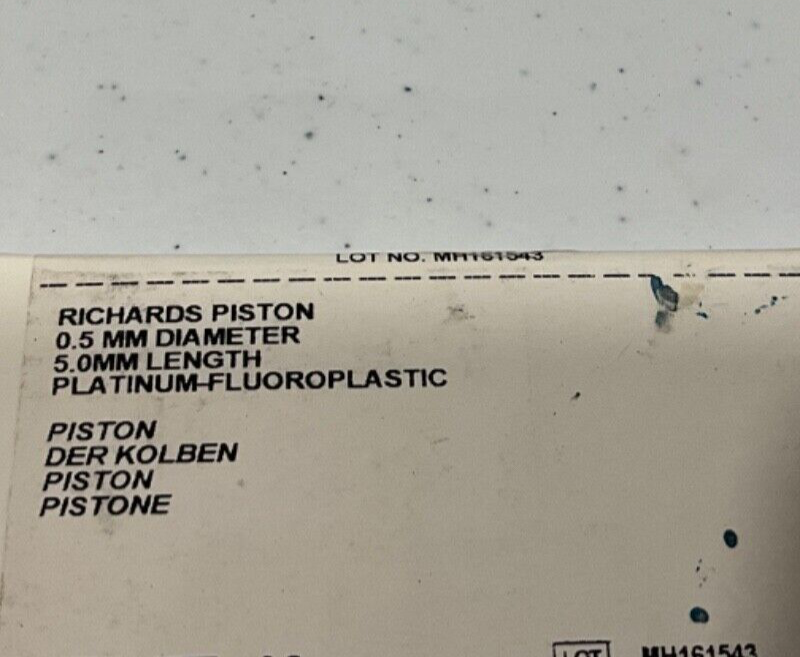 LOT NO. MH161543
RICHARDS PISTON
0.5 MM DIAMETER
5.0MM LENGTH
PLATINUM-FLUOROPLASTIC
PISTON
DER KOLBEN
PISTON
PISTONE
LOT MH161543